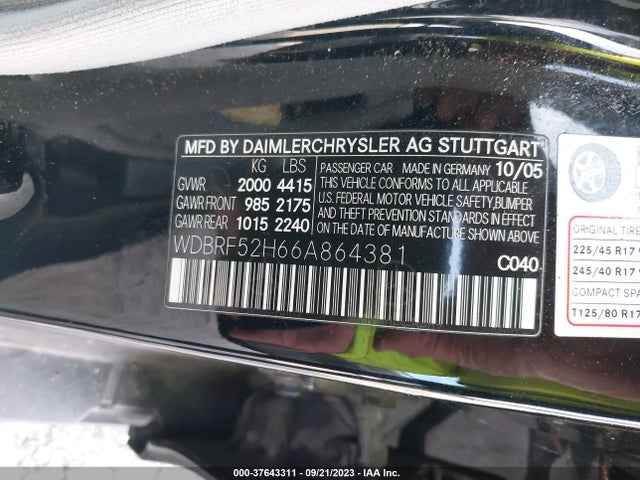 MFD BY DAIMLERCHRYSLER AG STUTTGART
KG LBS
GVWR 2000 4415
GAWR FRONT 985 2175
GAWR REAR 1015 2240
PASSENGER CAR MADE IN GERMANY 10/05
THIS VEHICLE CONFORMS TO ALL APPLICABLE
U.S. FEDERAL MOTOR VEHICLE SAFETY, BUMPER
AND THEFT PREVENTION STANDARDS IN EFFECT
ON THE DATE OF MANUFACTURE SHOWN ABOVE
WDBRF52H66A864381
C040
ORIGINAL TIRE
225/45 R17
245/40 R17
COMPACT SPA
T125/80 R17
000-37643311 - 09/21/2023 - IAA Inc.